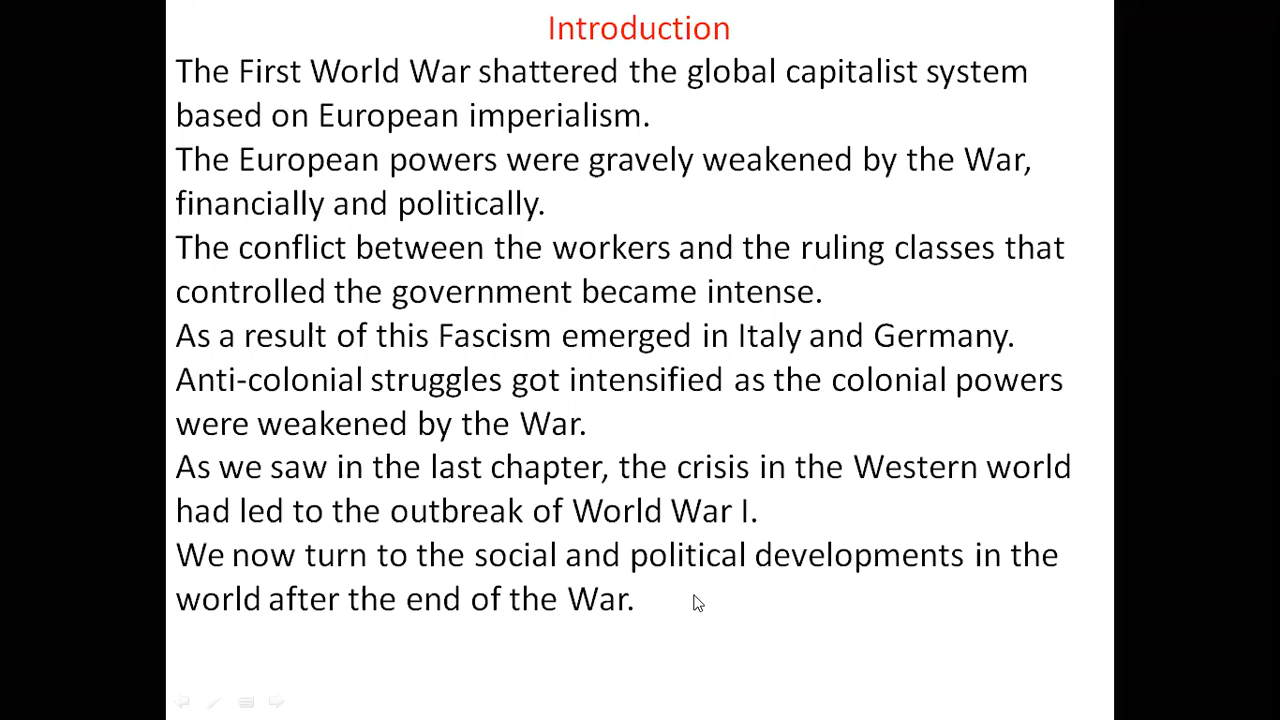 Introduction
The First World War shattered the global capitalist system
based on European imperialism.
The European powers were gravely weakened by the War,
financially and politically.
The conflict between the workers and the ruling classes that
controlled the government became intense.
As a result of this Fascism emerged in Italy and Germany.
Anti-colonial struggles got intensified as the colonial powers
were weakened by the War.
As we saw in the last chapter, the crisis in the Western world
had led to the outbreak of World War I.
We now turn to the social and political developments in the
world after the end of the War.